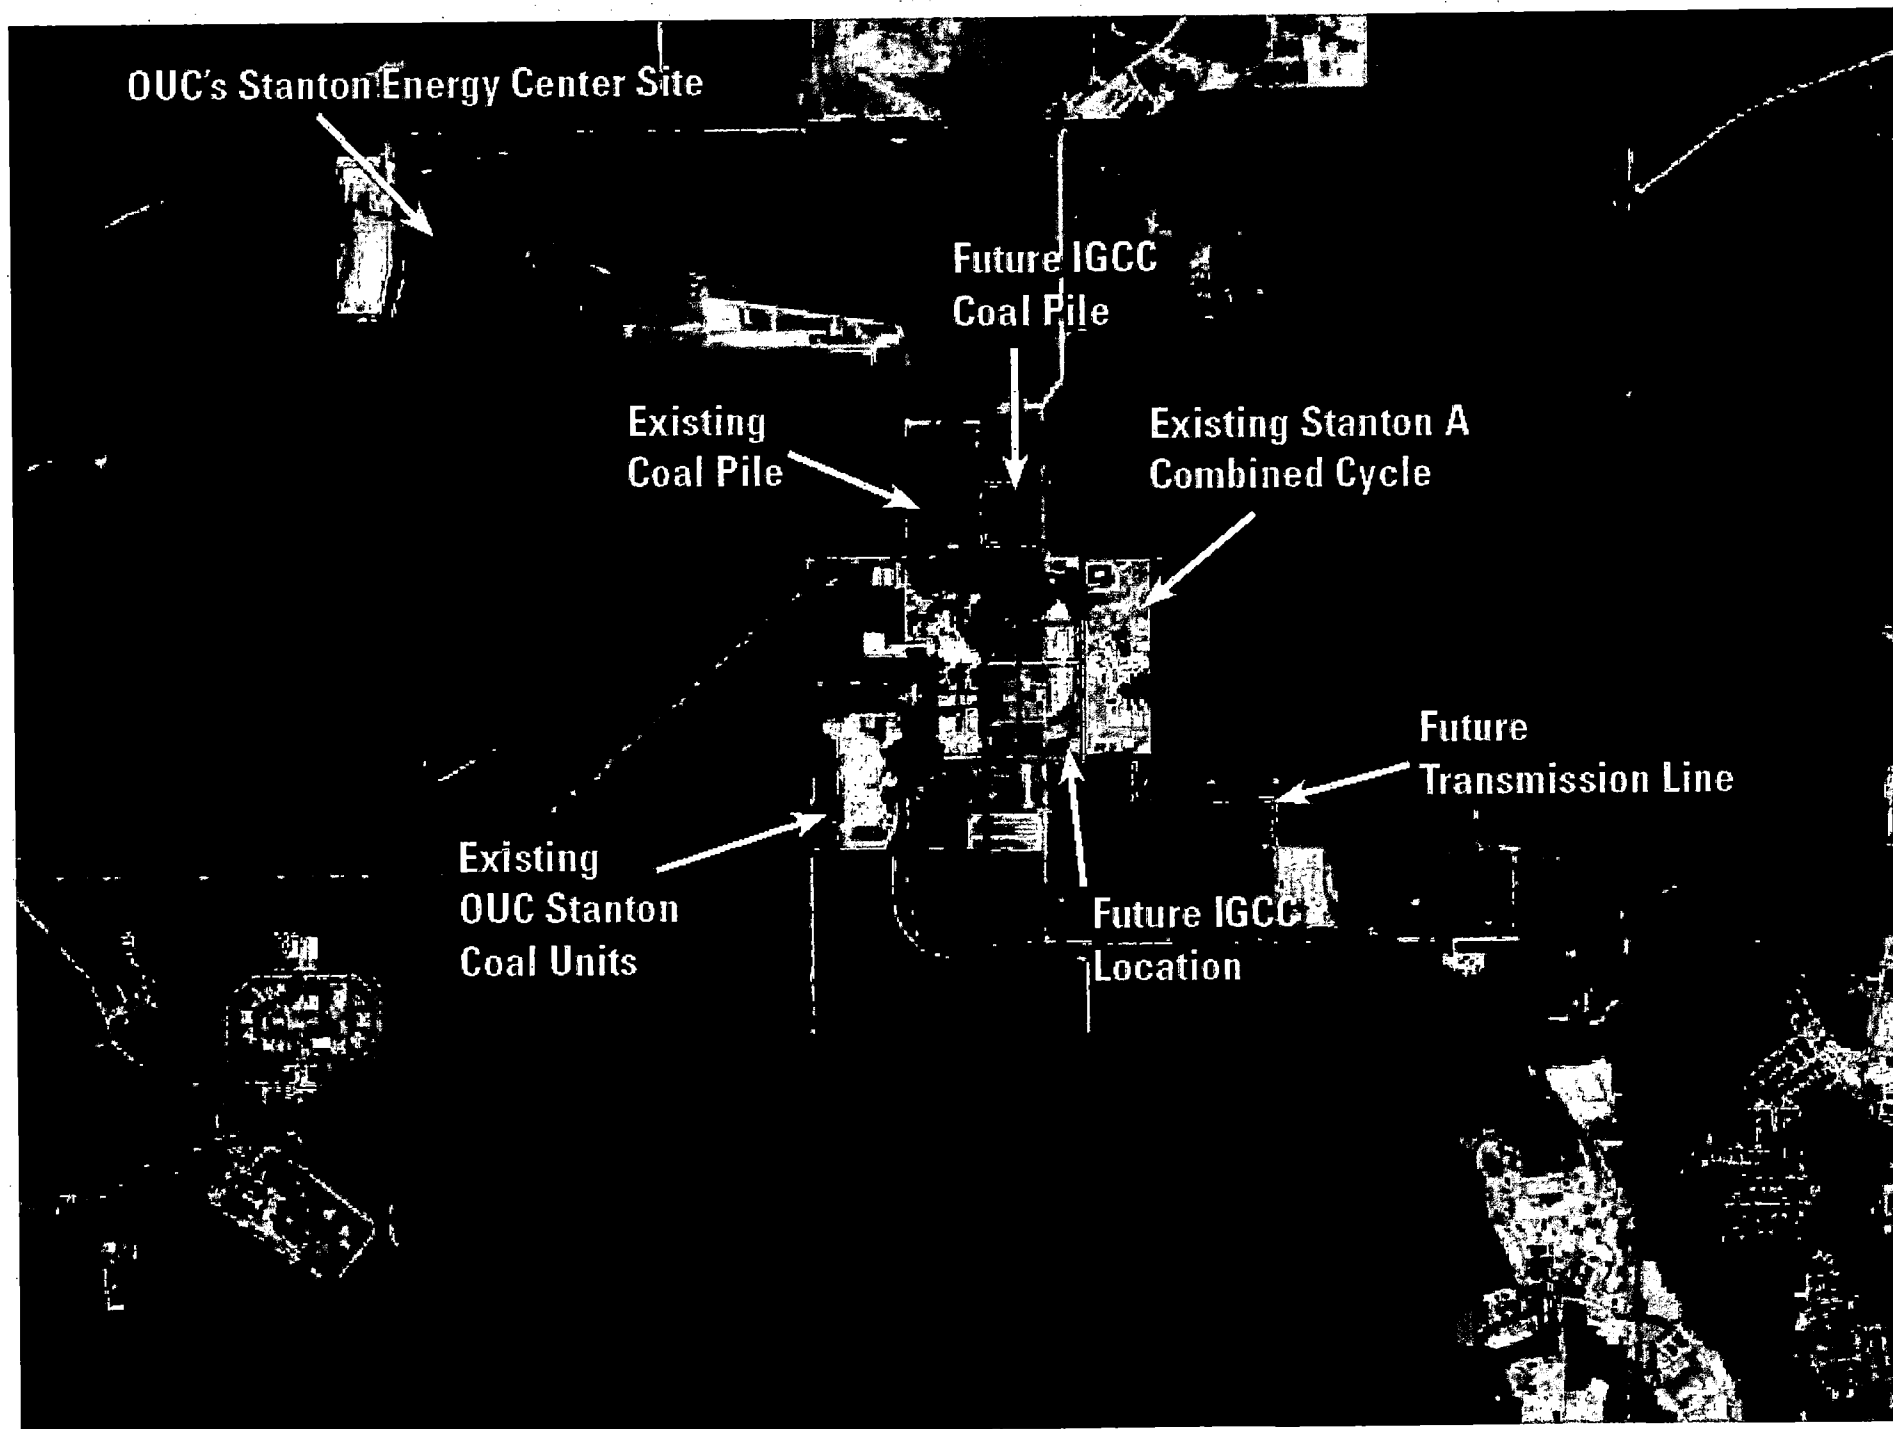 OUC's Stanton Energy Center Site
Future IGCC
Coal Pile
Existing
Coal Pile
Existing Stanton A
Combined Cycle
Future
Transmission Line
Existing
OUC Stanton
Coal Units
Future IGCC
Location